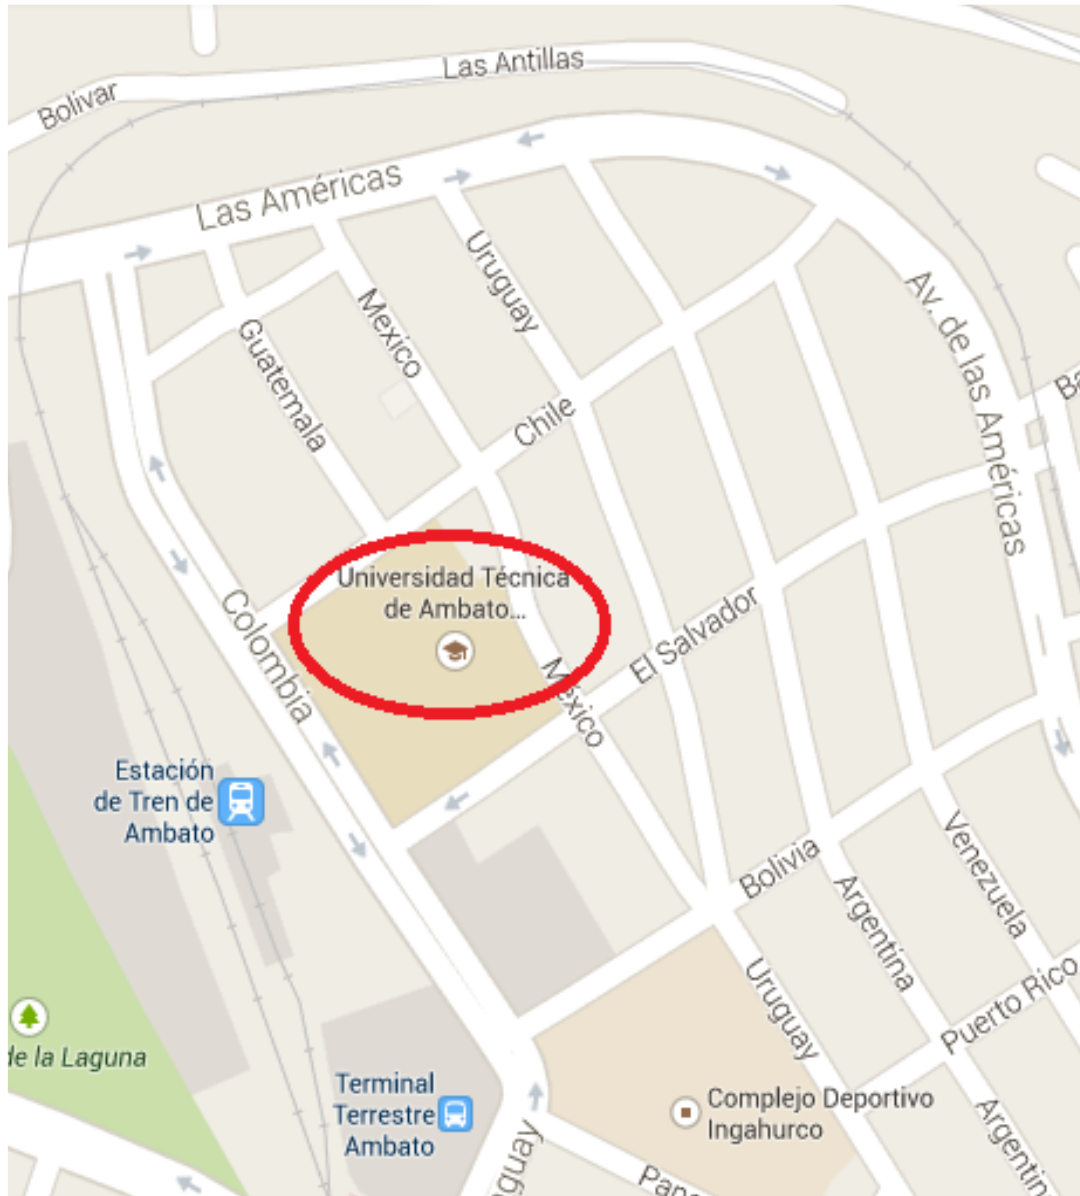 Las Antillas
Bolivar
Las Américas
Uruguay
Mexico
Av. de las Américas
Guatemala
Chile
Universidad Técnica
de Ambato...
Colombia
El Salvador
México
Estación
de Tren de
Ambato
Bolivia
Venezuela
Argentina
Uruguay
Puerto Rico
de la Laguna
Terminal
Terrestre
Ambato
Complejo Deportivo
Ingahurco